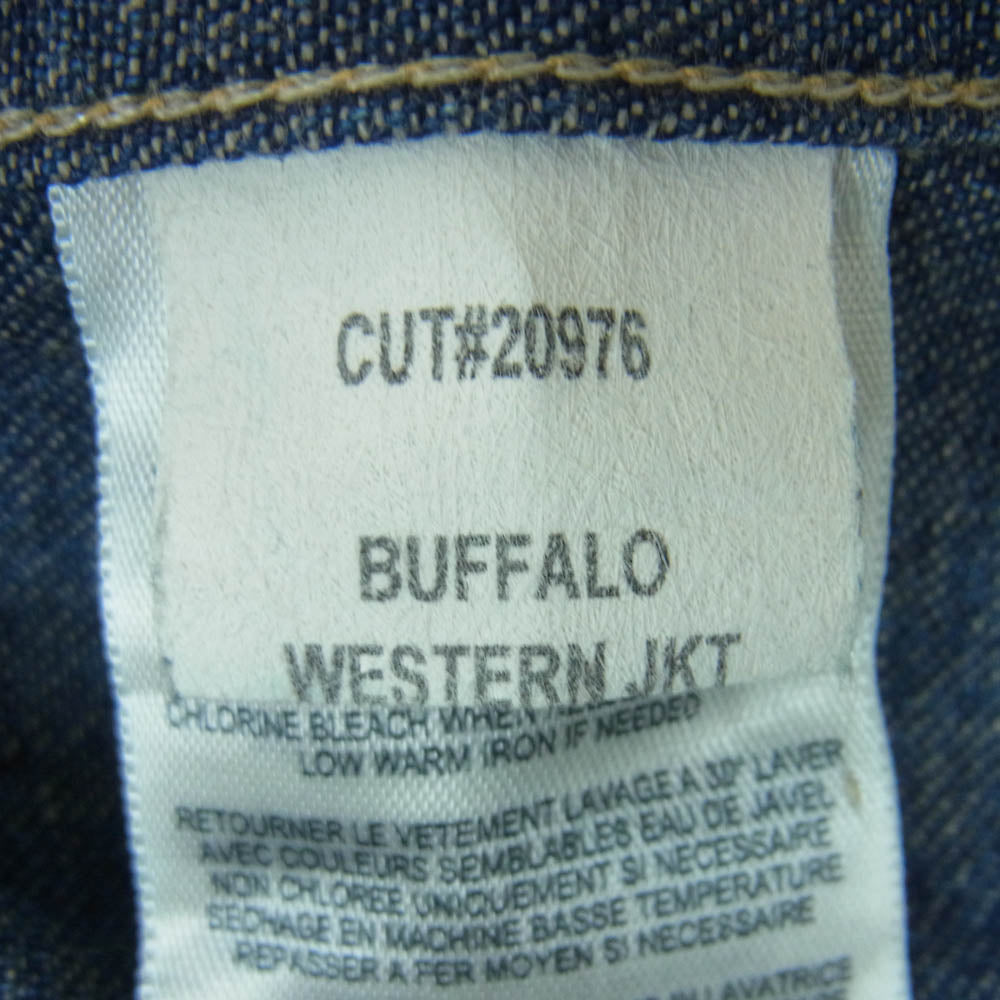 CUT#20976
BUFFALO
WESTERN JKT
CHLORINE BLEACH WHEN
LOW WARM IRON IF NEEDED
RETOURNER LE VETEMENT LAVAGE A 30° LAVER
AVEC COULEURS SEMBLABLES EAU DE JAVEL
NON CHLOREE UNIQUEMENT SI NECESSAIRE
SECHAGE EN MACHINE BASSE TEMPERATURE
REPASSER A FER MOYEN SI NECESSAIRE
LAVATRICE